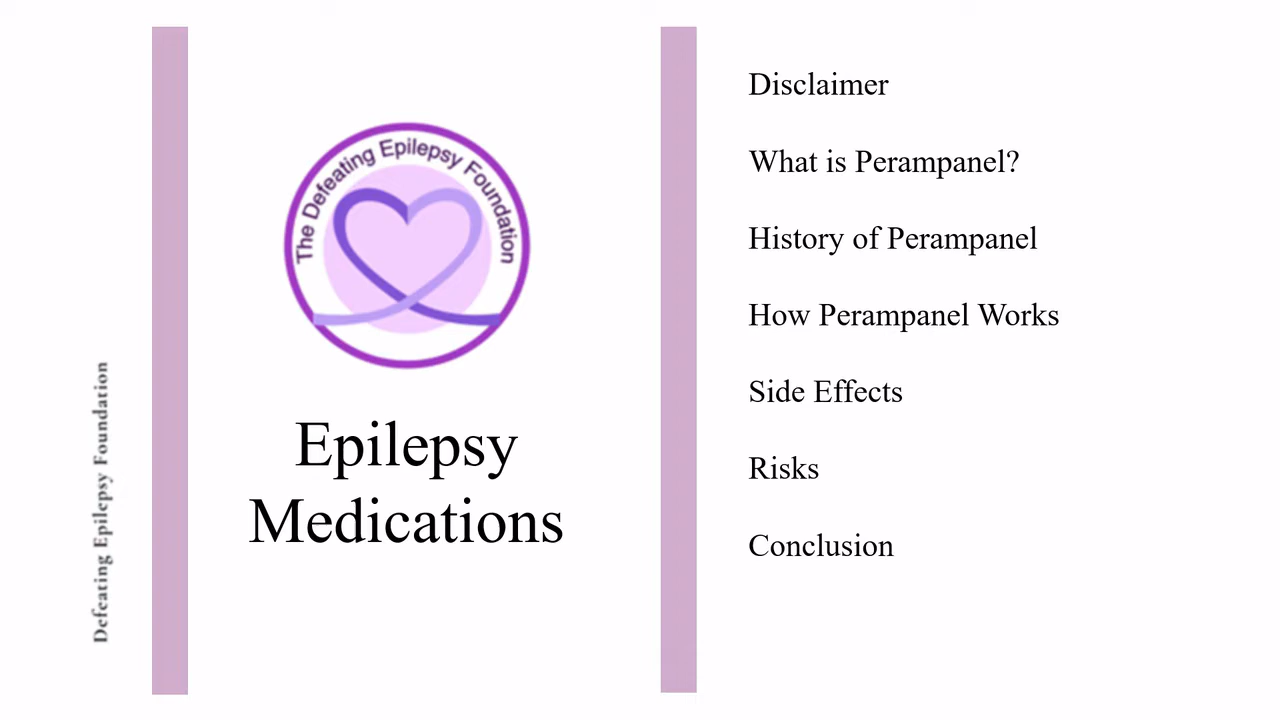 Defeating Epilepsy Foundation
The Defeating Epilepsy Foundation
Epilepsy
Medications
Disclaimer
What is Perampanel?
History of Perampanel
How Perampanel Works
Side Effects
Risks
Conclusion